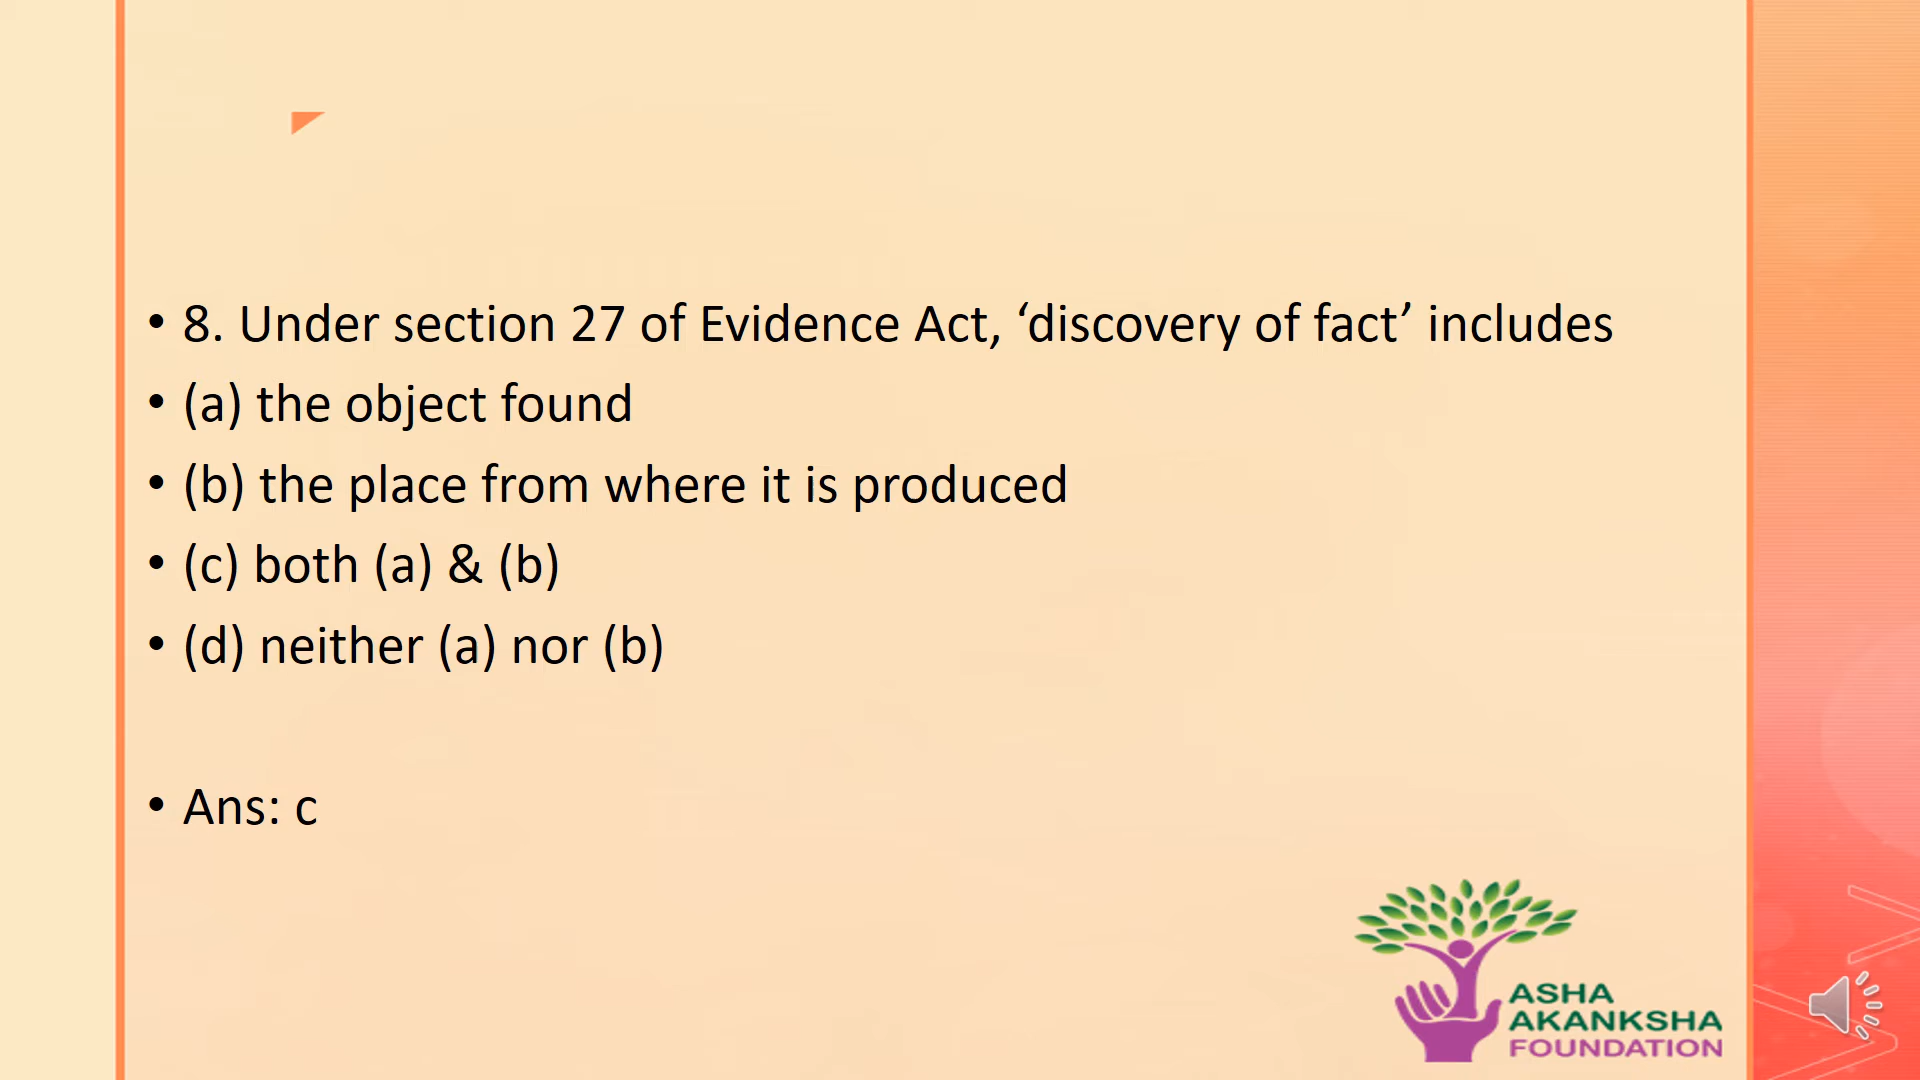 • 8. Under section 27 of Evidence Act, ‘discovery of fact’ includes
• (a) the object found
• (b) the place from where it is produced
• (c) both (a) & (b)
• (d) neither (a) nor (b)
• Ans: c
ASHA
AKANKSHA
FOUNDATION